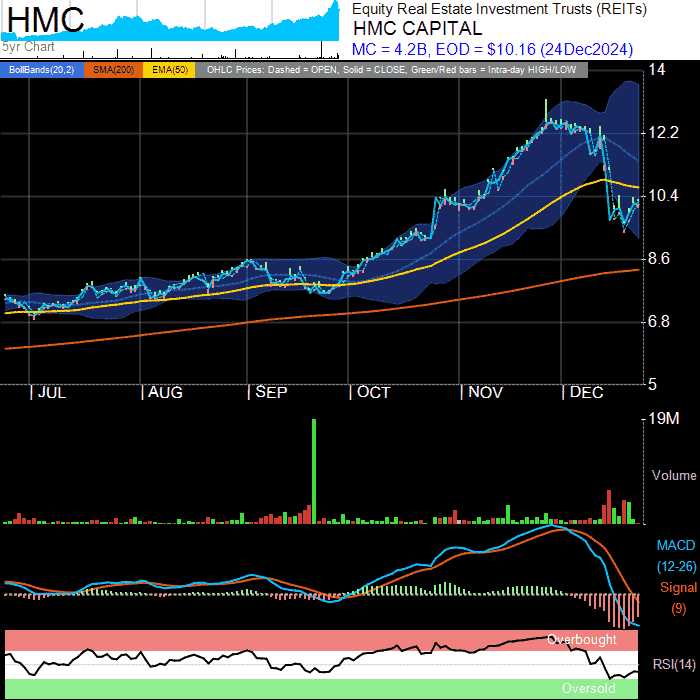 HMC
5yr Chart
Equity Real Estate Investment Trusts (REITs)
HMC CAPITAL
MC = 4.2B, EOD = $10.16 (24Dec2024)
BollBands(20,2) SMA(200) EMA(50) OHLC Prices: Dashed = OPEN, Solid = CLOSE, Green/Red bars = Intra-day HIGH/LOW
14
12.2
10.4
8.6
6.8
5
| JUL | AUG | SEP | OCT | NOV | DEC
19M
Volume
MACD
(12-26)
Signal
(9)
Overbought
RSI(14)
Oversold